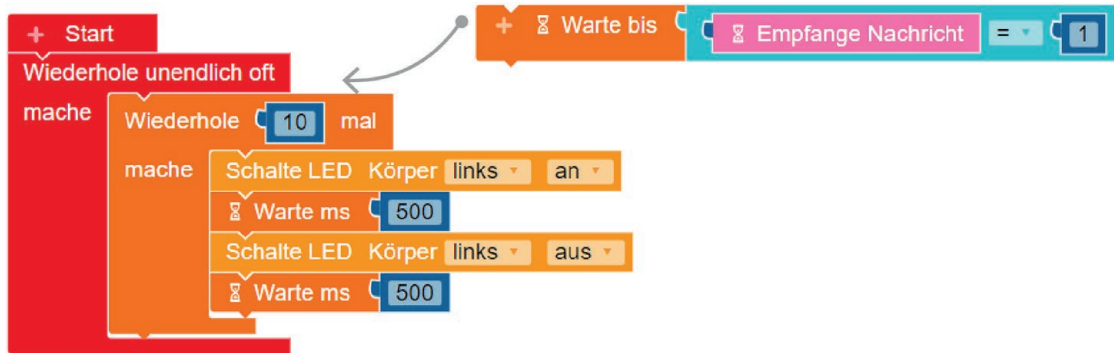 + Start
+ Warte bis Empfange Nachricht = 1
Wiederhole unendlich oft
mache Wiederhole 10 mal
mache Schalte LED Körper links an
Warte ms 500
Schalte LED Körper links aus
Warte ms 500